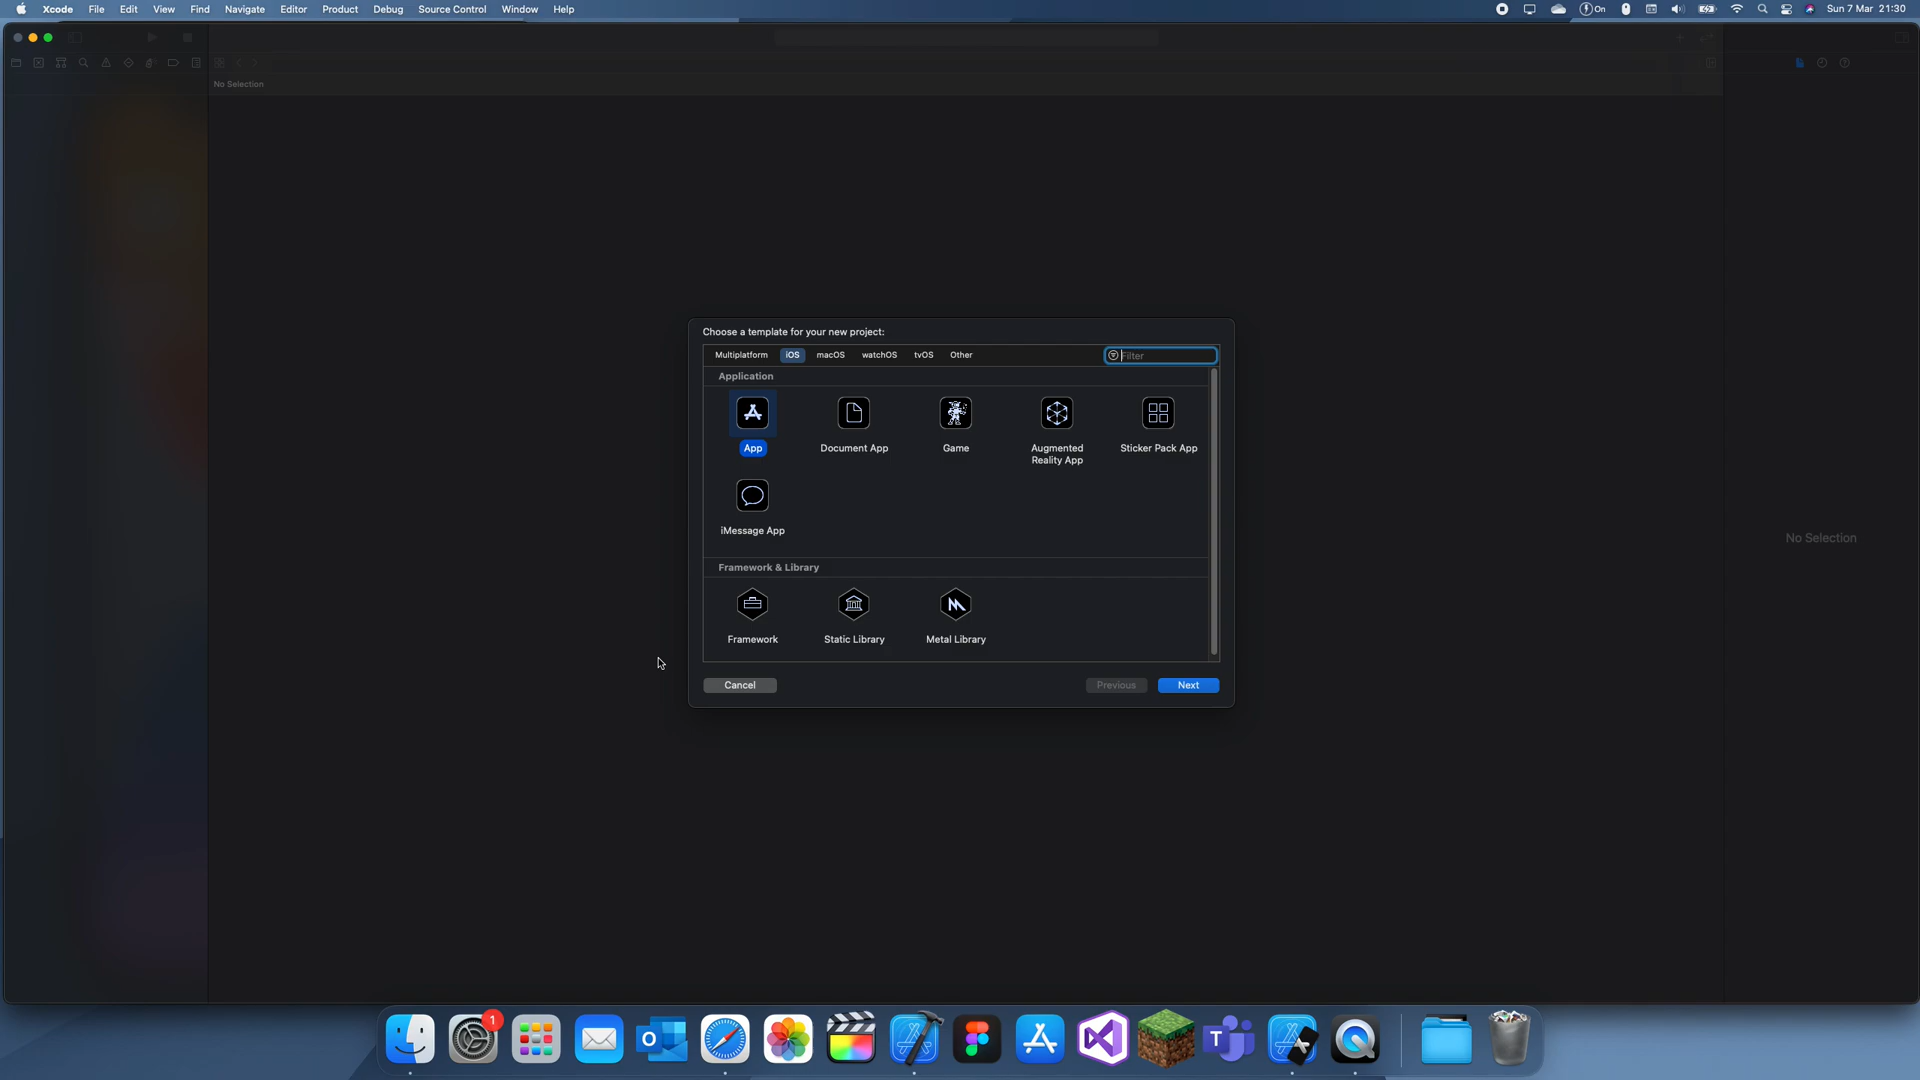 Xcode File Edit View Find Navigate Editor Product Debug Source Control Window Help On Sun 7 Mar 21:30
No Selection
Choose a template for your new project:
Multiplatform iOS macOS watchOS tvOS Other Filter
Application
App Document App Game Augmented Reality App Sticker Pack App
iMessage App
No Selection
Framework & Library
Framework Static Library Metal Library
Cancel Previous Next
1